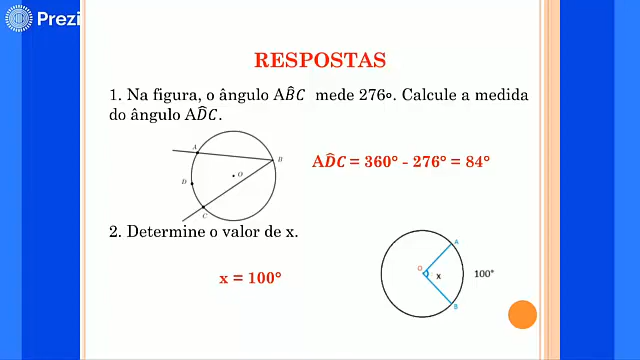 Prezi
RESPOSTAS
1. Na figura, o ângulo AB̂C mede 276°. Calcule a medida
do ângulo AD̂C.
A
B
O
D
C
AD̂C = 360° - 276° = 84°
2. Determine o valor de x.
x = 100°
A
O
x
100°
B